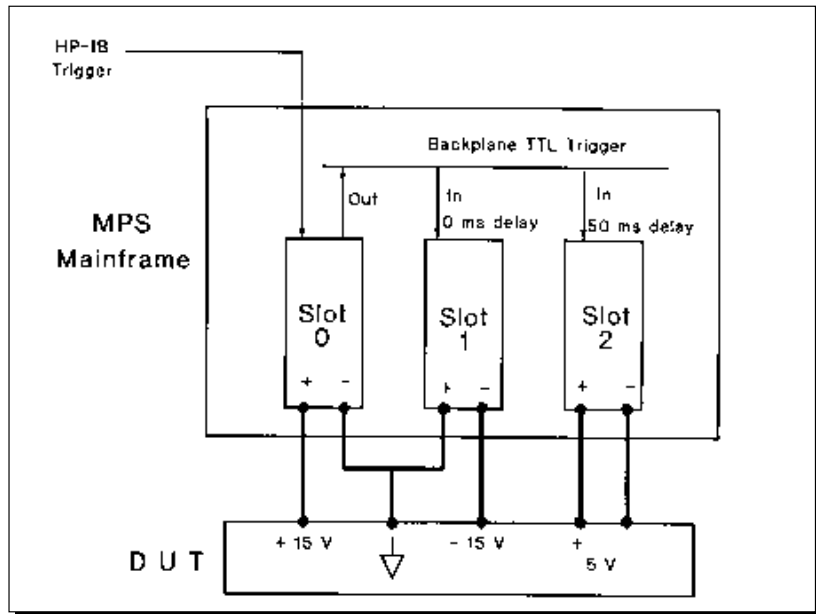 HP-IB
Trigger
Backplane TTL Trigger
Out
In
0 ms delay
In
50 ms delay
MPS
Mainframe
Slot
0
Slot
1
Slot
2
+ -
+ -
+ -
+ 15 V
- 15 V
+
5 V
D U T